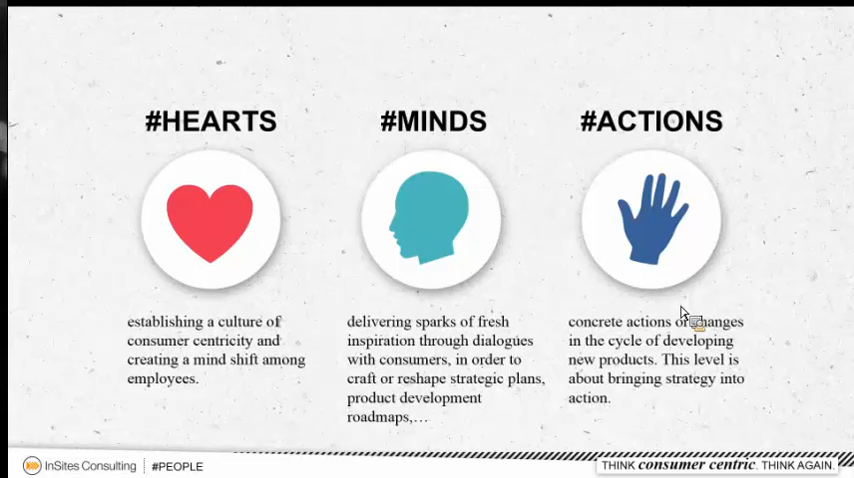 #HEARTS
#MINDS
#ACTIONS
establishing a culture of
consumer centricity and
creating a mind shift among
employees.
delivering sparks of fresh
inspiration through dialogues
with consumers, in order to
craft or reshape strategic plans,
product development
roadmaps,…
concrete actions or changes
in the cycle of developing
new products. This level is
about bringing strategy into
action.
InSites Consulting
#PEOPLE
THINK consumer centric. THINK AGAIN.